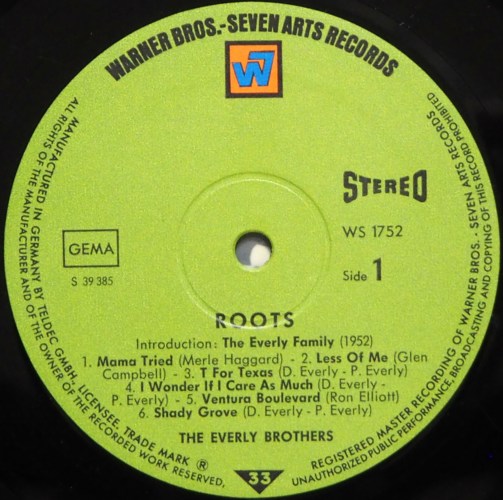 WARNER BROS.-SEVEN ARTS RECORDS
W7
STEREO
WS 1752
Side 1
GEMA
S 39 385
ROOTS
Introduction: The Everly Family (1952)
1. Mama Tried (Merle Haggard) - 2. Less Of Me (Glen
Campbell) - 3. T For Texas (D. Everly - P. Everly)
4. I Wonder If I Care As Much (D. Everly -
P. Everly) - 5. Ventura Boulevard (Ron Elliott)
6. Shady Grove (D. Everly - P. Everly)
THE EVERLY BROTHERS
33
MANUFACTURED IN GERMANY BY TELDEC GMBH, LICENSEE, TRADE MARK ®
ALL RIGHTS OF THE MANUFACTURER AND OF THE OWNER OF THE RECORDED WORK RESERVED,
REGISTERED MASTER RECORDING OF WARNER BROS. - SEVEN ARTS RECORDS
UNAUTHORIZED PUBLIC PERFORMANCE, BROADCASTING AND COPYING OF THIS RECORD PROHIBITED